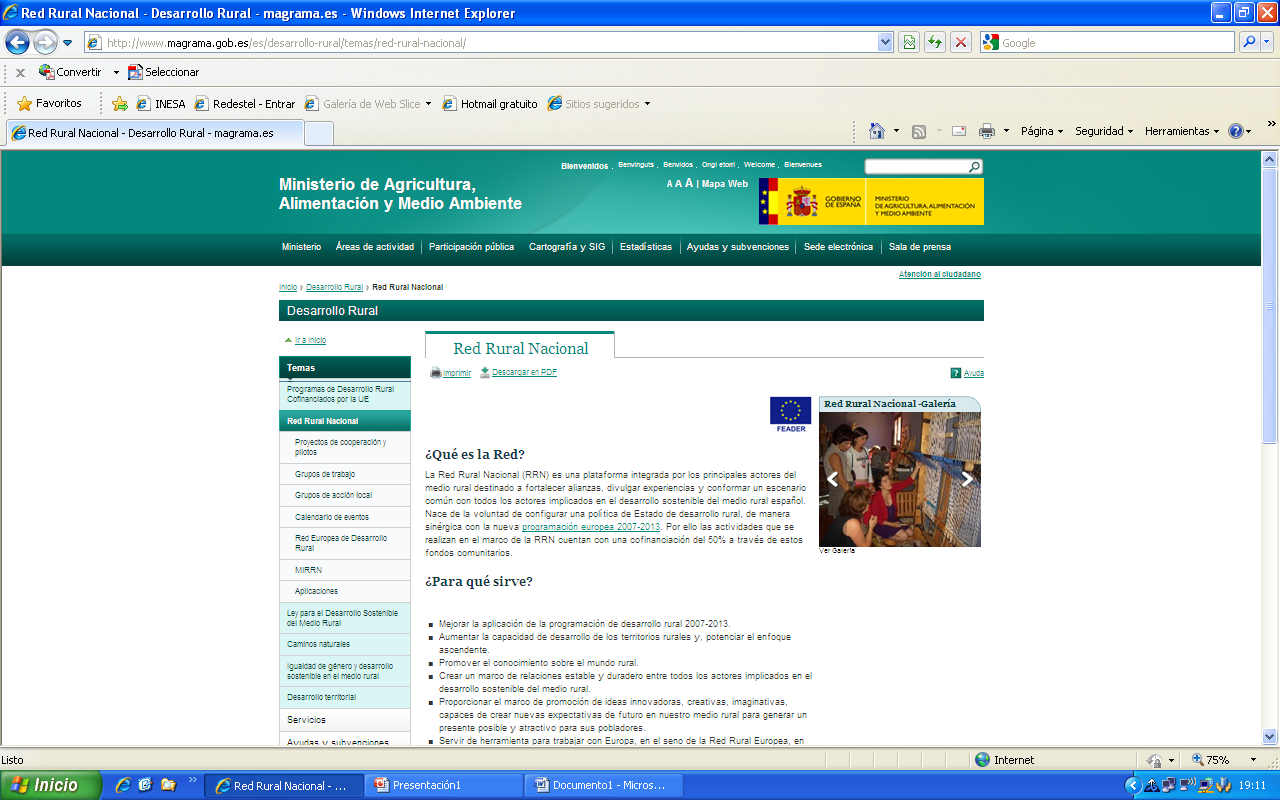 Red Rural Nacional - Desarrollo Rural - magrama.es - Windows Internet Explorer
http://www.magrama.gob.es/es/desarrollo-rural/temas/red-rural-nacional/
Google
Convertir
Seleccionar
Favoritos
INESA
Redestel - Entrar
Galería de Web Slice
Hotmail gratuito
Sitios sugeridos
Red Rural Nacional - Desarrollo Rural - magrama.es
Página
Seguridad
Herramientas
Bienvenidos , Benvinguts , Benvidos , Ongi etorri , Welcome , Bienvenues
Ministerio de Agricultura,
Alimentación y Medio Ambiente
A A A | Mapa Web
GOBIERNO
DE ESPAÑA
MINISTERIO
DE AGRICULTURA, ALIMENTACIÓN
Y MEDIO AMBIENTE
Ministerio
Áreas de actividad
Participación pública
Cartografía y SIG
Estadísticas
Ayudas y subvenciones
Sede electrónica
Sala de prensa
Atención al ciudadano
Inicio
Desarrollo Rural
Red Rural Nacional
Desarrollo Rural
Ir a Inicio
Temas
Programas de Desarrollo Rural
Cofinanciados por la UE
Red Rural Nacional
Proyectos de cooperación y
pilotos
Grupos de trabajo
Grupos de acción local
Calendario de eventos
Red Europea de Desarrollo
Rural
MIRRN
Aplicaciones
Ley para el Desarrollo Sostenible
del Medio Rural
Caminos naturales
Igualdad de género y desarrollo
sostenible en el medio rural
Desarrollo territorial
Servicios
Ayudas y subvenciones
Red Rural Nacional
Imprimir
Descargar en PDF
Ayuda
FEADER
Red Rural Nacional -Galería
Ver Galería
¿Qué es la Red?
La Red Rural Nacional (RRN) es una plataforma integrada por los principales actores del
medio rural destinado a fortalecer alianzas, divulgar experiencias y conformar un escenario
común con todos los actores implicados en el desarrollo sostenible del medio rural español.
Nace de la voluntad de configurar una política de Estado de desarrollo rural, de manera
sinérgica con la nueva programación europea 2007-2013. Por ello las actividades que se
realizan en el marco de la RRN cuentan con una cofinanciación del 50% a través de estos
fondos comunitarios.
¿Para qué sirve?
Mejorar la aplicación de la programación de desarrollo rural 2007-2013.
Aumentar la capacidad de desarrollo de los territorios rurales y, potenciar el enfoque
ascendente.
Promover el conocimiento sobre el mundo rural.
Crear un marco de relaciones estable y duradero entre todos los actores implicados en el
desarrollo sostenible del medio rural.
Proporcionar el marco de promoción de ideas innovadoras, creativas, imaginativas,
capaces de crear nuevas expectativas de futuro en nuestro medio rural para generar un
presente posible y atractivo para sus pobladores.
Servir de herramienta para trabajar con Europa, en el seno de la Red Rural Europea, en
Listo
Internet
75%
Inicio
Red Rural Nacional - ...
Presentación1
Documento1 - Micros...
19:11